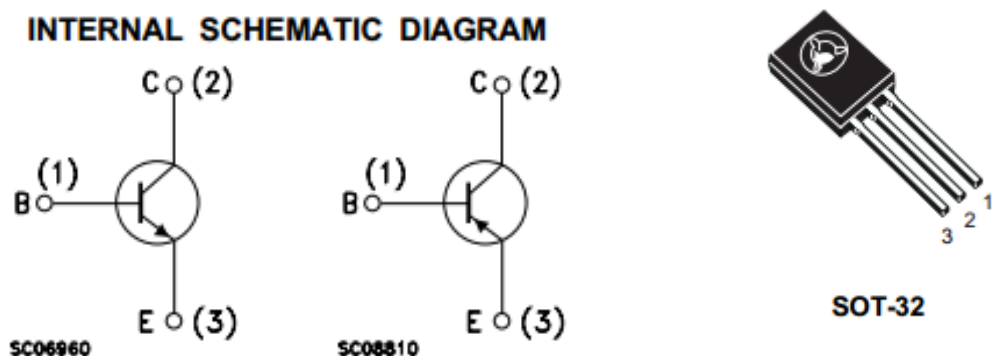 INTERNAL SCHEMATIC DIAGRAM
C (2)
(1)
B
E (3)
SC06960
C (2)
(1)
B
E (3)
SC08810
1
2
3
SOT-32